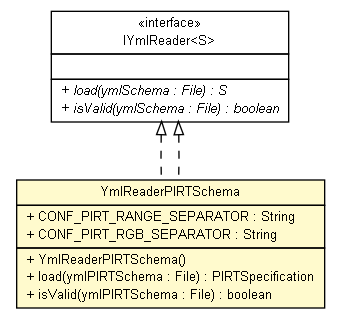 «interface»
IYmlReader<S>
+ load(ymlSchema : File) : S
+ isValid(ymlSchema : File) : boolean
YmlReaderPIRTSchema
+ CONF_PIRT_RANGE_SEPARATOR : String
+ CONF_PIRT_RGB_SEPARATOR : String
+ YmlReaderPIRTSchema()
+ load(ymlPIRTSchema : File) : PIRTSpecification
+ isValid(ymlPIRTSchema : File) : boolean